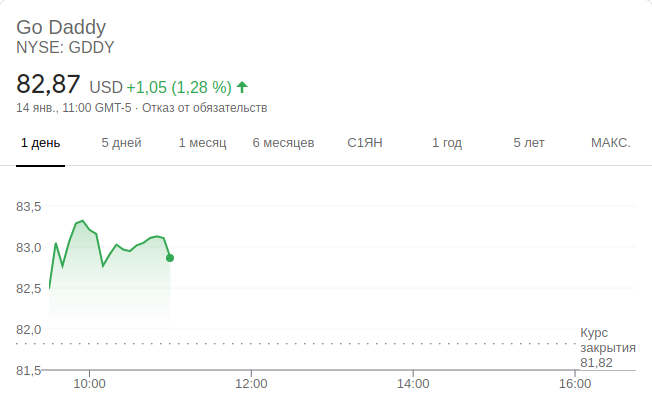 Go Daddy
NYSE: GDDY
82,87 USD +1,05 (1,28 %)
14 янв., 11:00 GMT-5 · Отказ от обязательств
1 день 5 дней 1 месяц 6 месяцев С1ЯН 1 год 5 лет МАКС.
83,5
83,0
82,5
82,0
Курс
закрытия
81,82
81,5
10:00 12:00 14:00 16:00